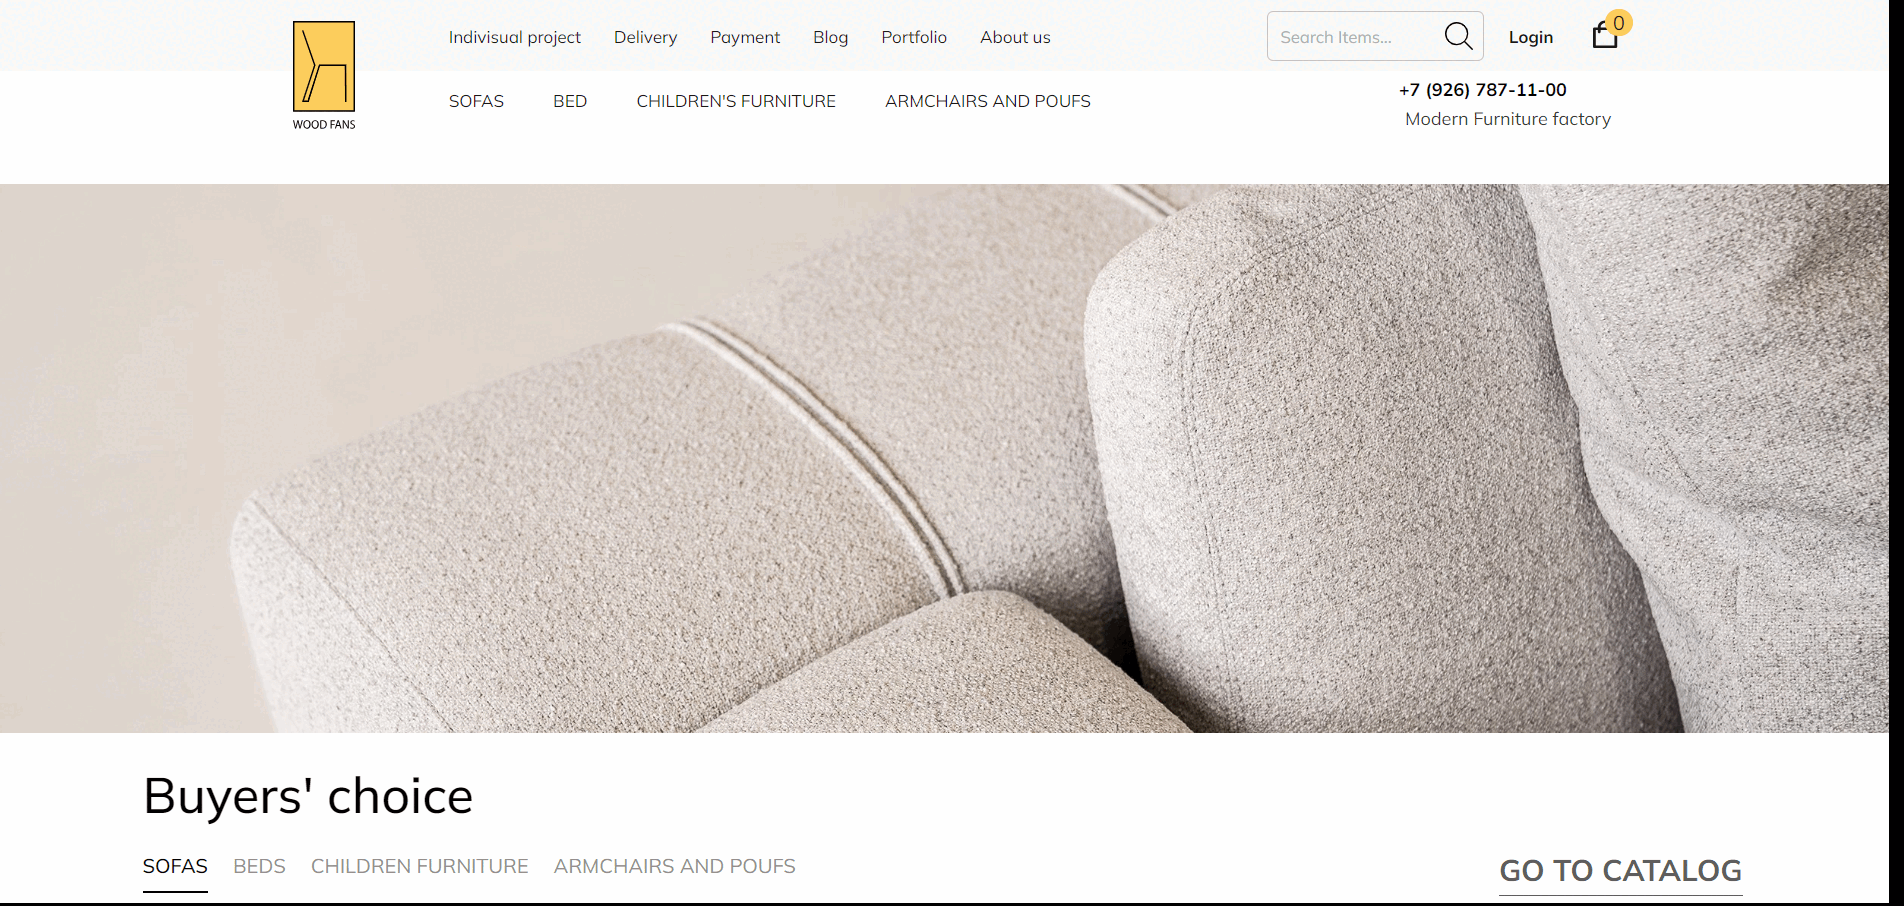 Indivisual project Delivery Payment Blog Portfolio About us Search Items... Login 0
WOOD FANS
SOFAS BED CHILDREN'S FURNITURE ARMCHAIRS AND POUFS
+7 (926) 787-11-00
Modern Furniture factory
Buyers' choice
SOFAS BEDS CHILDREN FURNITURE ARMCHAIRS AND POUFS
GO TO CATALOG